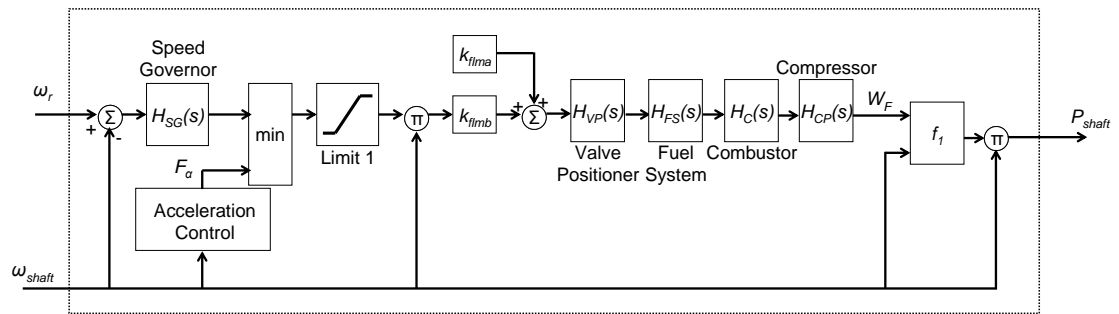 Speed
Governor
ω_r
Σ
+
-
H_SG(s)
min
F_α
Acceleration
Control
ω_shaft
Limit 1
π
k_flma
k_flmb
+
+
Σ
H_VP(s)
Valve
Positioner
H_FS(s)
Fuel
System
H_C(s)
Combustor
Compressor
H_CP(s)
W_F
f_1
π
P_shaft